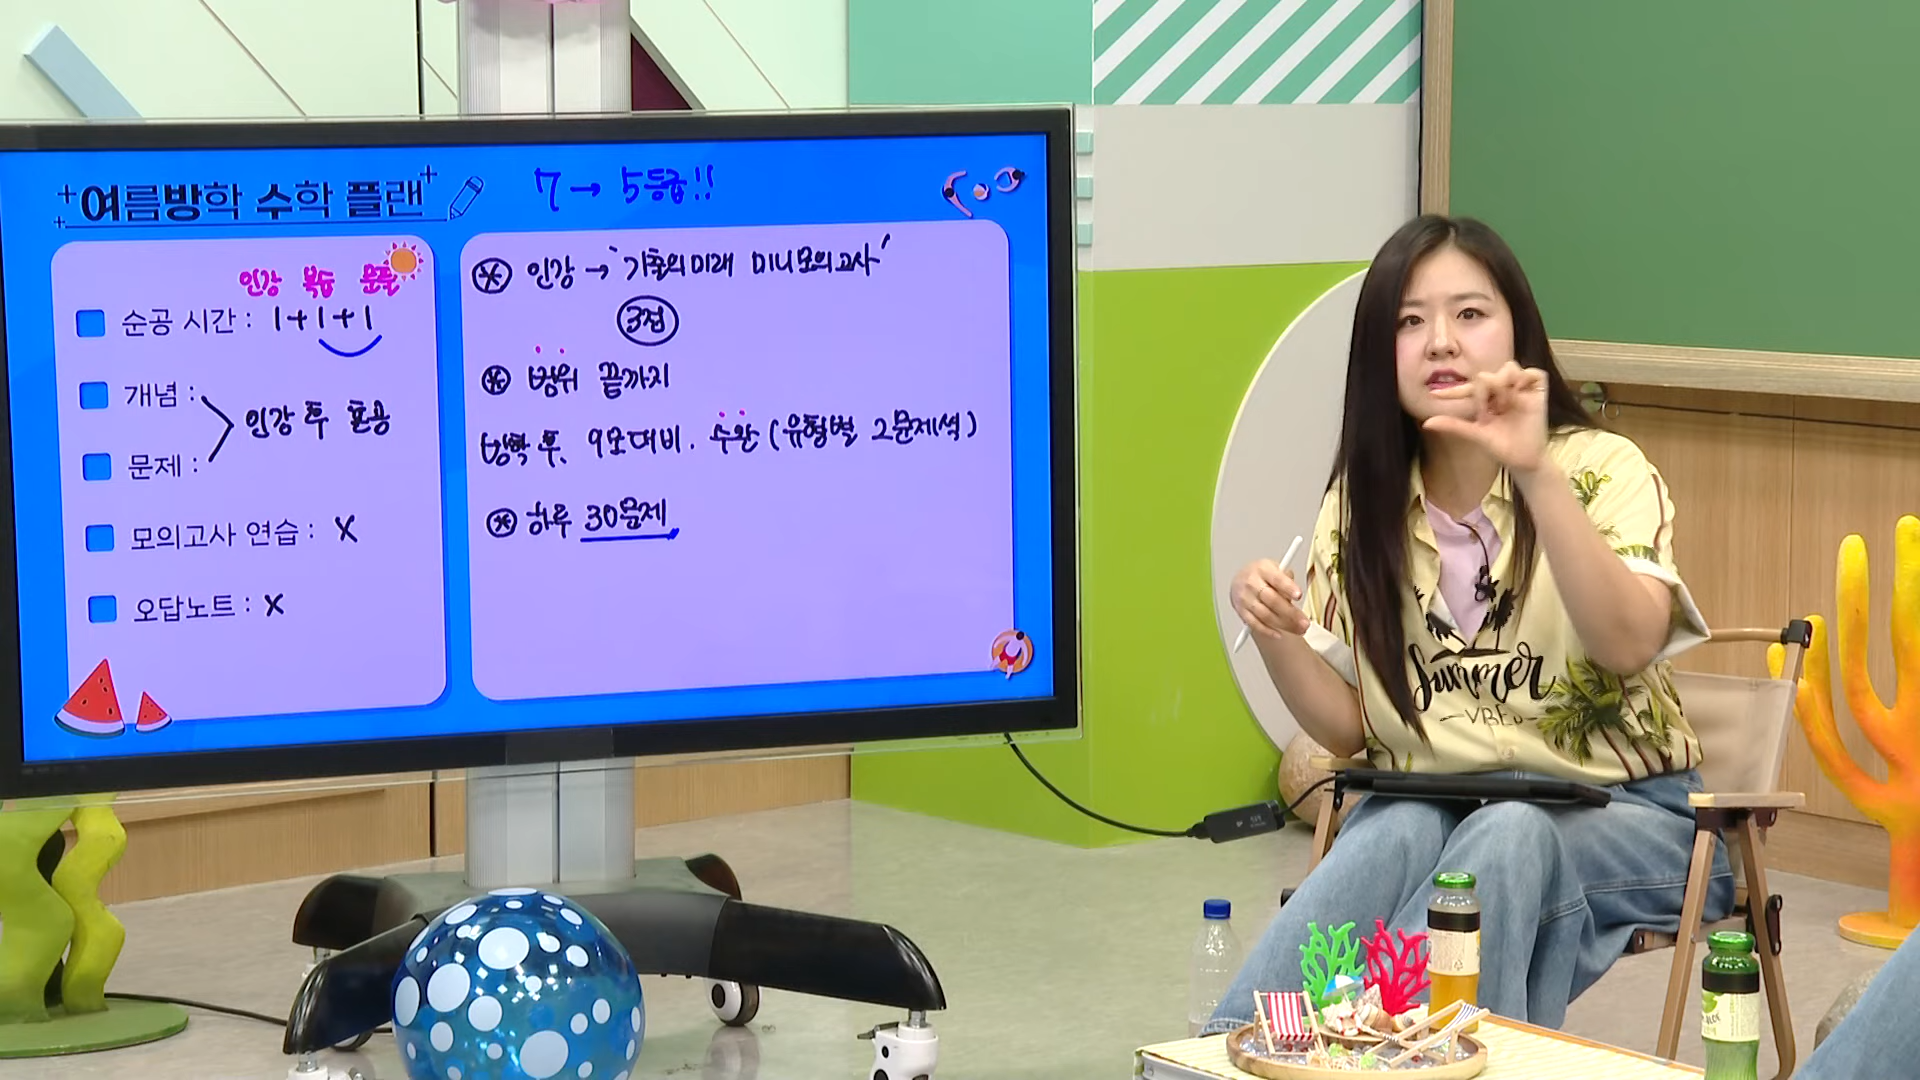 여름방학 수학 플랜
7 → 5등급!!
인강 복습 문풀
순공 시간 : 1+1+1
개념 :
인강 투 혼용
문제 :
모의고사 연습 : X
오답노트 : X
※ 인강 → '기출의미래 미니모의고사'
3점
※ 범위 끝까지
방학 후, 9모대비. 수완 (유형별 2문제씩)
※ 하루 30문제
Summer
VIBES